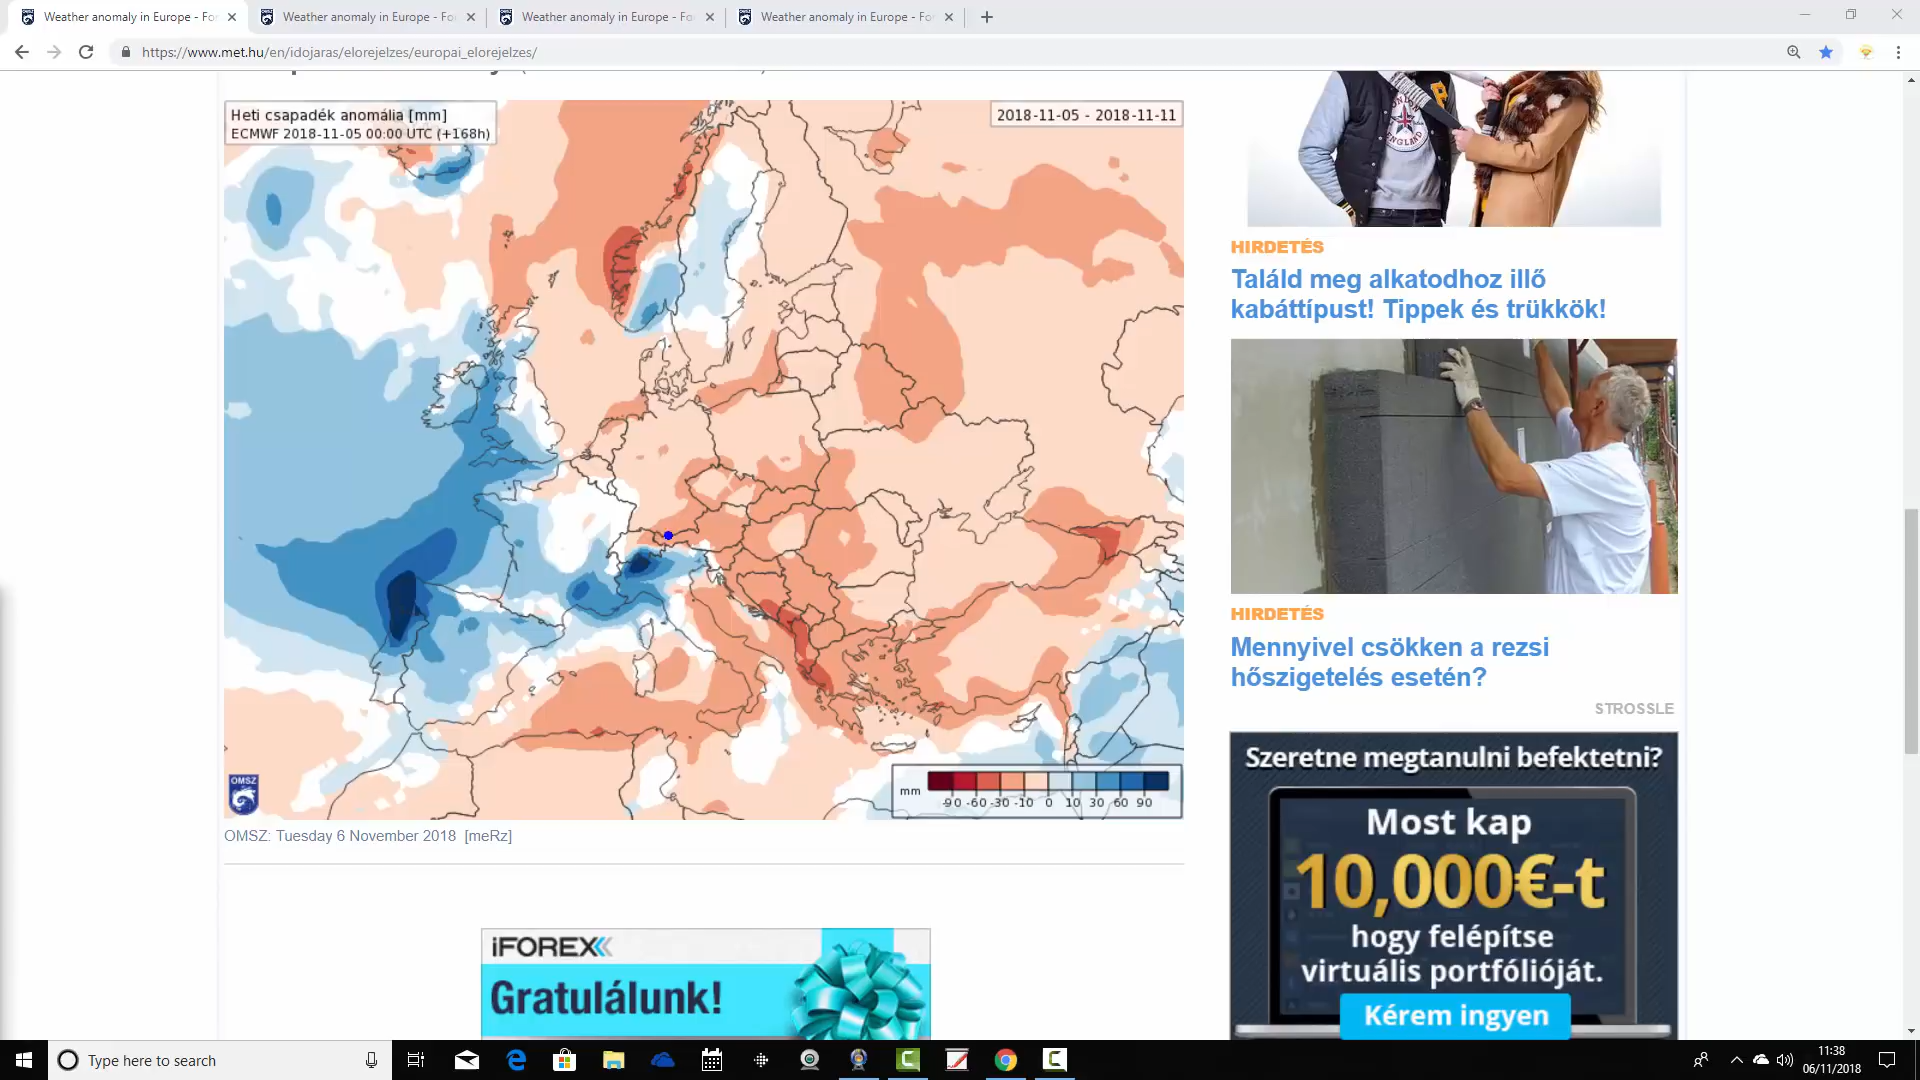 Weather anomaly in Europe - Fo
Weather anomaly in Europe - Fo
Weather anomaly in Europe - Fo
Weather anomaly in Europe - Fo
https://www.met.hu/en/idojaras/elorejelzes/europai_elorejelzes/
Heti csapadék anomália [mm]
ECMWF 2018-11-05 00:00 UTC (+168h)
2018-11-05 - 2018-11-11
mm
-90 -60 -30 -10 0 10 30 60 90
OMSZ
OMSZ: Tuesday 6 November 2018 [meRz]
iFOREX
Gratulálunk!
LONDON
ENGLAND
P
HIRDETÉS
Találd meg alkatodhoz illő
kabáttípust! Tippek és trükkök!
HIRDETÉS
Mennyivel csökken a rezsi
hőszigetelés esetén?
STROSSLE
Szeretne megtanulni befektetni?
Most kap
10,000€-t
hogy felépítse
virtuális portfólióját.
Kérem ingyen
Type here to search
11:38
06/11/2018